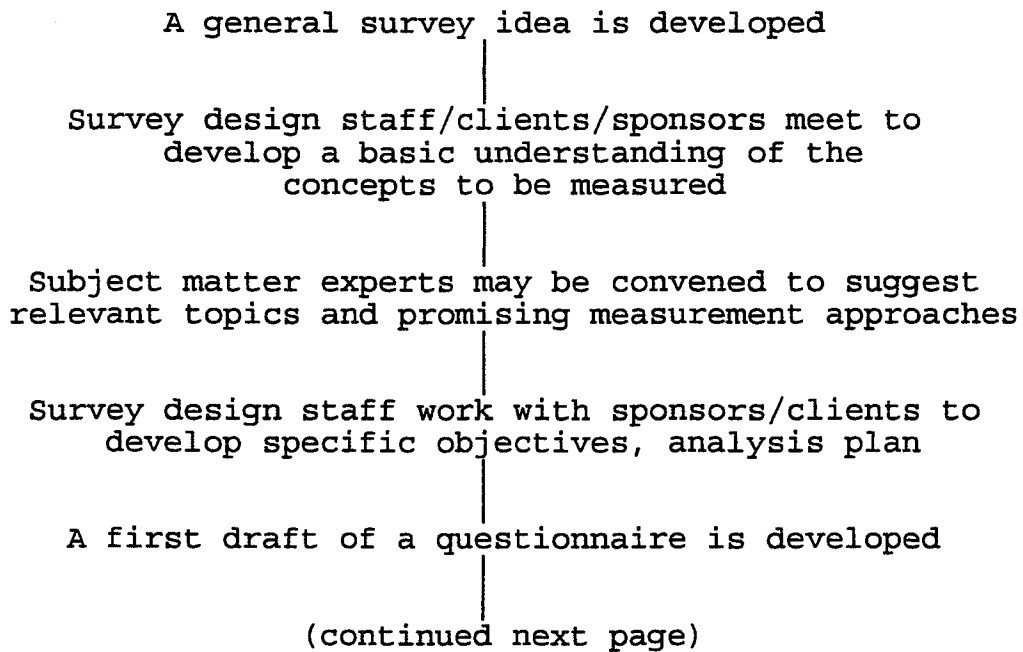 A general survey idea is developed
Survey design staff/clients/sponsors meet to
develop a basic understanding of the
concepts to be measured
Subject matter experts may be convened to suggest
relevant topics and promising measurement approaches
Survey design staff work with sponsors/clients to
develop specific objectives, analysis plan
A first draft of a questionnaire is developed
(continued next page)